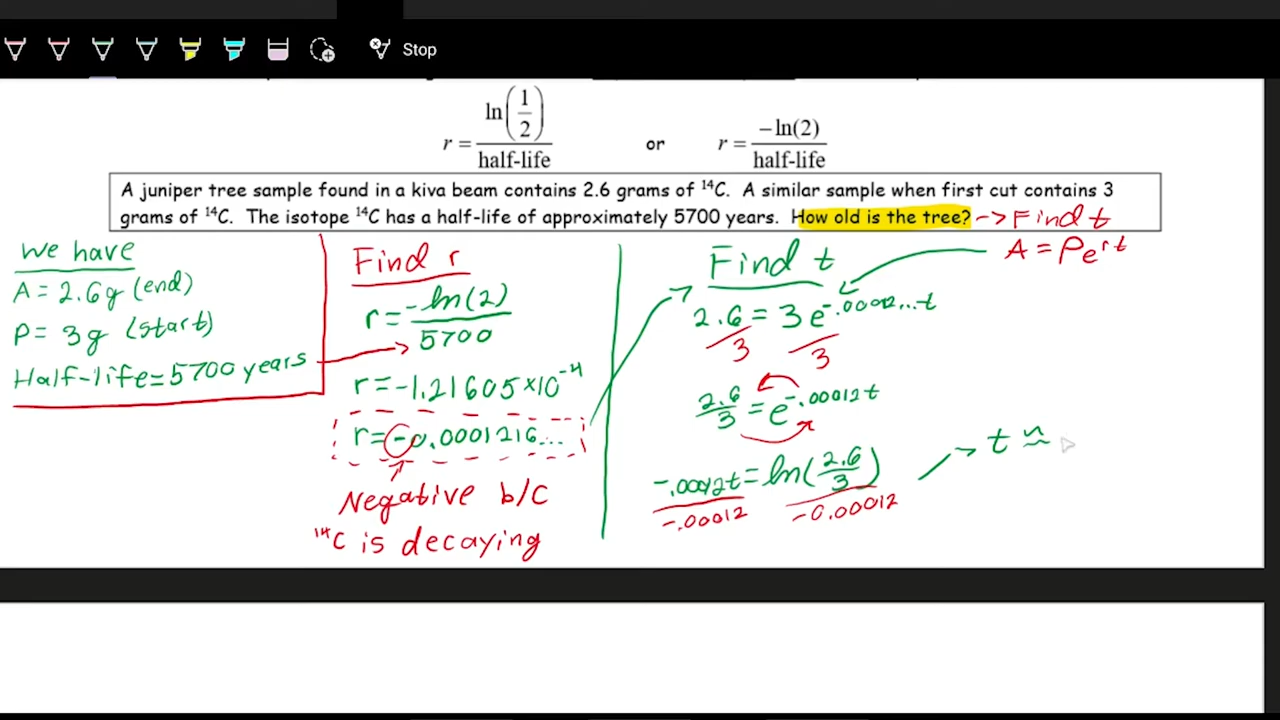 Stop
r = ln(1/2)/half-life or r = -ln(2)/half-life
A juniper tree sample found in a kiva beam contains 2.6 grams of ¹⁴C. A similar sample when first cut contains 3
grams of ¹⁴C. The isotope ¹⁴C has a half-life of approximately 5700 years. How old is the tree? -> Find t
A = Pe^rt
we have
A = 2.6g (end)
P = 3g (start)
Half-life = 5700 years
Find r
r = -ln(2)/5700
r = -1.21605 × 10^-4
r = -0.0001216...
Negative b/c
¹⁴C is decaying
Find t
2.6 = 3e^-.00012...t
3 3
2.6/3 = e^-.00012t
-.00012t = ln(2.6/3)
-.00012 -0.00012
t ≈